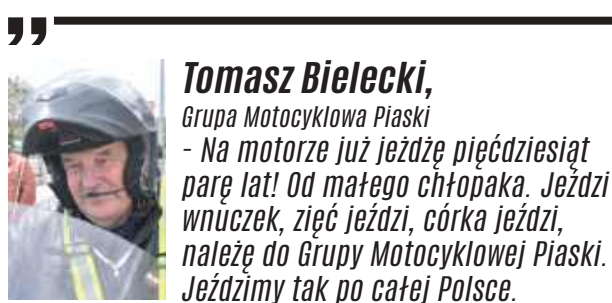 ”
Tomasz Bielecki,
Grupa Motocyklowa Piaski
- Na motorze już jeżdżę pięćdziesiąt
parę lat! Od małego chłopaka. Jeździ
wnuczek, zięć jeździ, córka jeździ,
należę do Grupy Motocyklowej Piaski.
Jeździmy tak po całej Polsce.